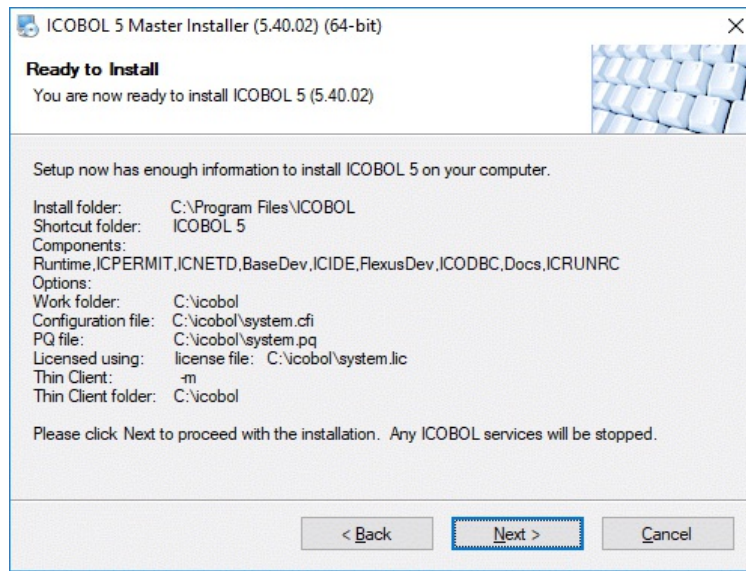 ICOBOL 5 Master Installer (5.40.02) (64-bit)
Ready to Install
You are now ready to install ICOBOL 5 (5.40.02)
Setup now has enough information to install ICOBOL 5 on your computer.
Install folder: C:\Program Files\ICOBOL
Shortcut folder: ICOBOL 5
Components:
Runtime,ICPERMIT,ICNETD,BaseDev,ICIDE,FlexusDev,ICODBC,Docs,ICRUNRC
Options:
Work folder: C:\icobol
Configuration file: C:\icobol\system.cfi
PQ file: C:\icobol\system.pq
Licensed using: license file: C:\icobol\system.lic
Thin Client: -m
Thin Client folder: C:\icobol
Please click Next to proceed with the installation. Any ICOBOL services will be stopped.
< Back Next > Cancel